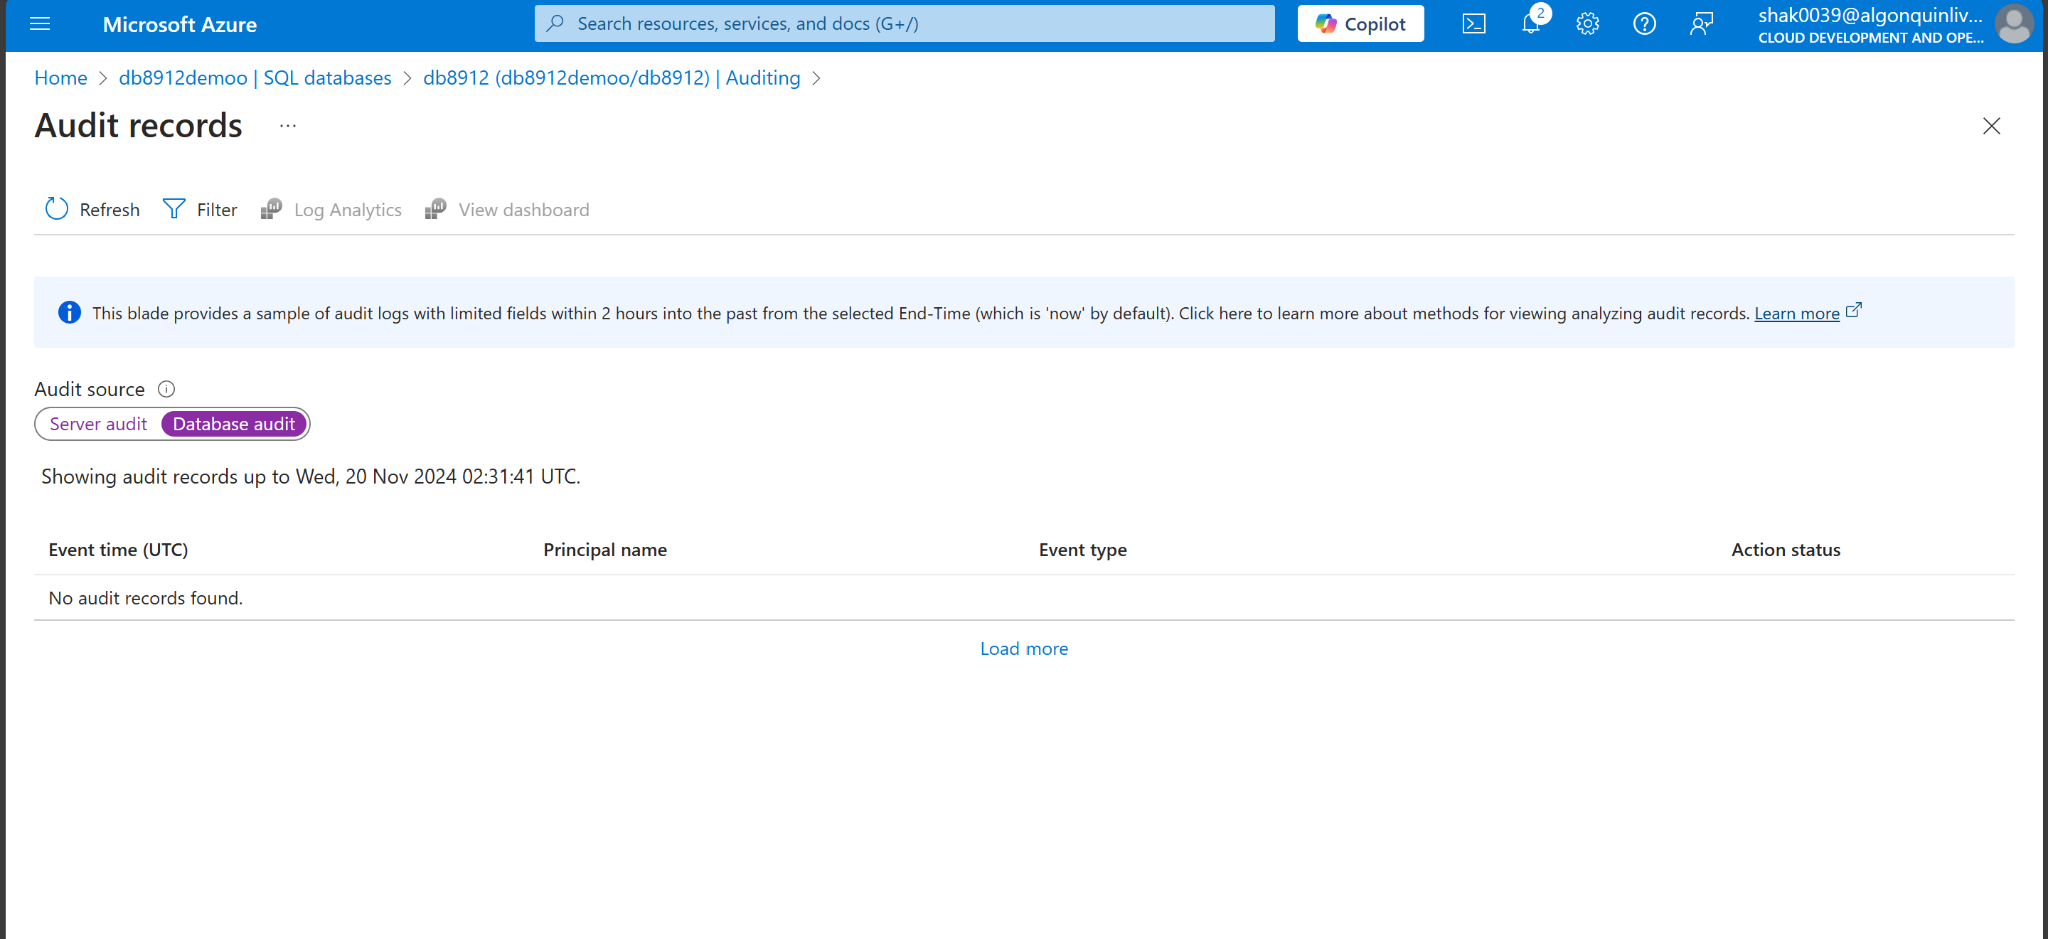 Microsoft Azure
Search resources, services, and docs (G+/)
Copilot
2
shak0039@algonquinliv...
CLOUD DEVELOPMENT AND OPE...
Home > db8912demoo | SQL databases > db8912 (db8912demoo/db8912) | Auditing >
Audit records ...
Refresh Filter Log Analytics View dashboard
This blade provides a sample of audit logs with limited fields within 2 hours into the past from the selected End-Time (which is 'now' by default). Click here to learn more about methods for viewing analyzing audit records. Learn more
Audit source
Server audit Database audit
Showing audit records up to Wed, 20 Nov 2024 02:31:41 UTC.
Event time (UTC) Principal name Event type Action status
No audit records found.
Load more